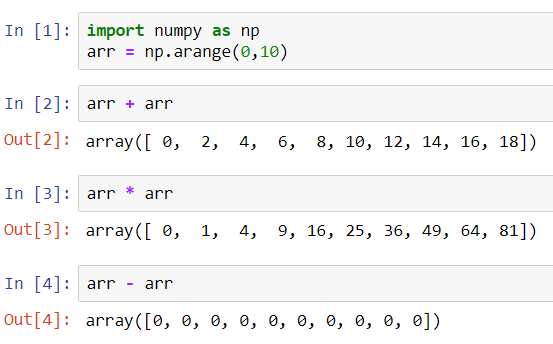 In [1]: import numpy as np
arr = np.arange(0,10)
In [2]: arr + arr
Out[2]: array([ 0,  2,  4,  6,  8, 10, 12, 14, 16, 18])
In [3]: arr * arr
Out[3]: array([ 0,  1,  4,  9, 16, 25, 36, 49, 64, 81])
In [4]: arr - arr
Out[4]: array([0, 0, 0, 0, 0, 0, 0, 0, 0, 0])